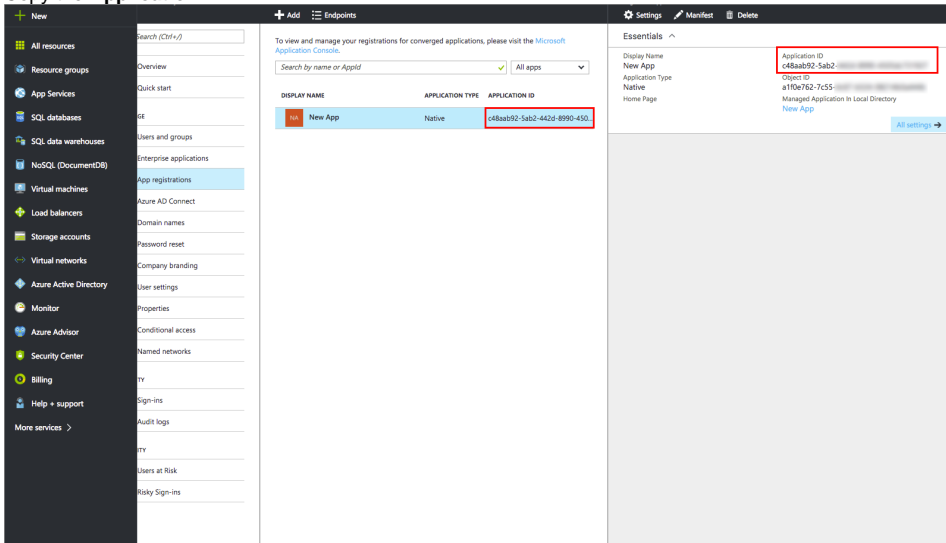 New
All resources
Resource groups
App Services
SQL databases
SQL data warehouses
NoSQL (DocumentDB)
Virtual machines
Load balancers
Storage accounts
Virtual networks
Azure Active Directory
Monitor
Azure Advisor
Security Center
Billing
Help + support
More services >
Search (Ctrl+/)
Overview
Quick start
GE
Users and groups
Enterprise applications
App registrations
Azure AD Connect
Domain names
Password reset
Company branding
User settings
Properties
Conditional access
Named networks
TY
Sign-ins
Audit logs
ITY
Users at Risk
Risky Sign-ins
Add Endpoints
To view and manage your registrations for converged applications, please visit the Microsoft
Application Console.
Search by name or AppId All apps
DISPLAY NAME APPLICATION TYPE APPLICATION ID
NA New App Native c48aab92-5ab2-442d-8990-450...
Settings Manifest Delete
Essentials
Display Name
New App
Application Type
Native
Home Page
Application ID
c48aab92-5ab2-
Object ID
a1f0e762-7c55-
Managed Application In Local Directory
New App
All settings →